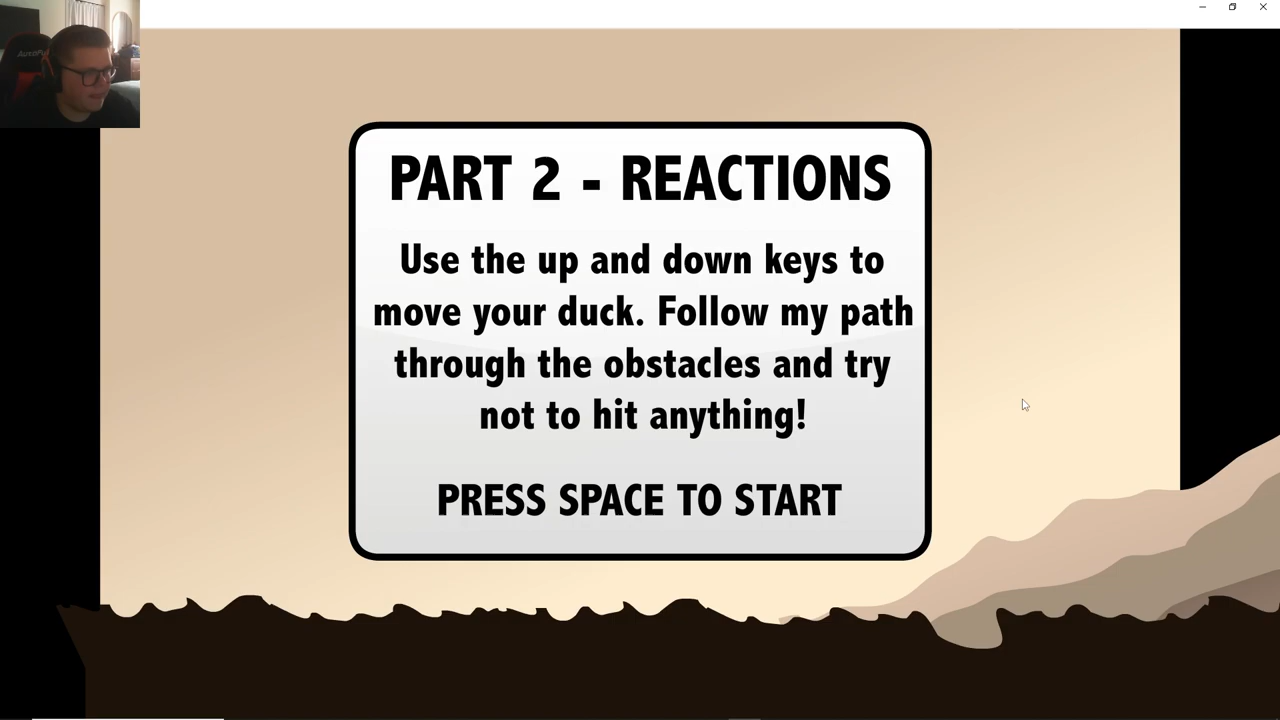 PART 2 - REACTIONS
Use the up and down keys to
move your duck. Follow my path
through the obstacles and try
not to hit anything!
PRESS SPACE TO START